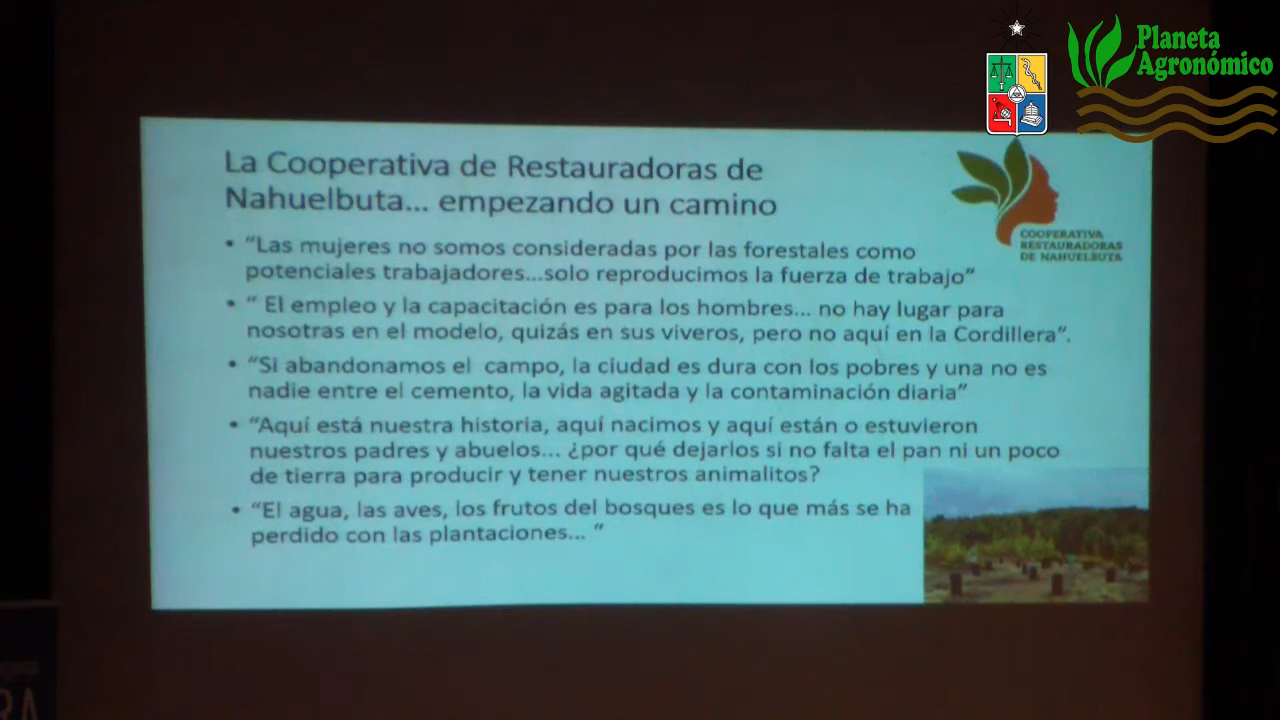 Planeta
Agronómico
La Cooperativa de Restauradoras de
Nahuelbuta... empezando un camino
COOPERATIVA
RESTAURADORAS
DE NAHUELBUTA
• “Las mujeres no somos consideradas por las forestales como
potenciales trabajadores...solo reproducimos la fuerza de trabajo”
• “ El empleo y la capacitación es para los hombres... no hay lugar para
nosotras en el modelo, quizás en sus viveros, pero no aquí en la Cordillera”.
• “Si abandonamos el campo, la ciudad es dura con los pobres y una no es
nadie entre el cemento, la vida agitada y la contaminación diaria”
• “Aquí está nuestra historia, aquí nacimos y aquí están o estuvieron
nuestros padres y abuelos... ¿por qué dejarlos si no falta el pan ni un poco
de tierra para producir y tener nuestros animalitos?
• “El agua, las aves, los frutos del bosques es lo que más se ha
perdido con las plantaciones... ”